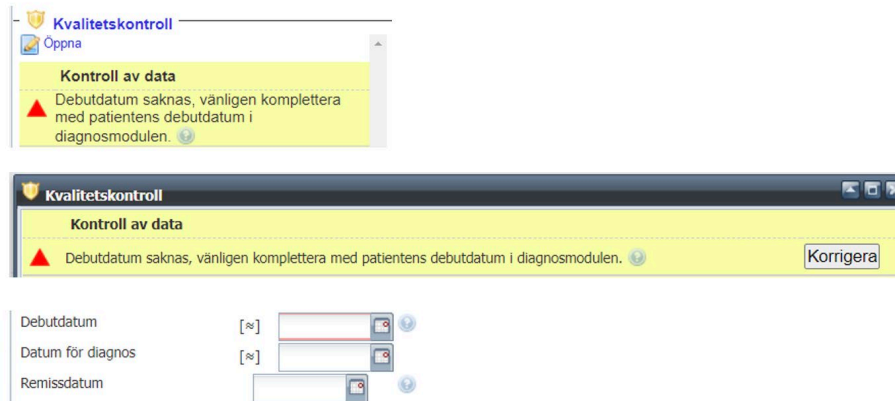 Kvalitetskontroll
Öppna
Kontroll av data
Debutdatum saknas, vänligen komplettera
med patientens debutdatum i
diagnosmodulen. ?
Kvalitetskontroll
Kontroll av data
Debutdatum saknas, vänligen komplettera med patientens debutdatum i diagnosmodulen. ? Korrigera
Debutdatum [≈] ?
Datum för diagnos [≈]
Remissdatum ?